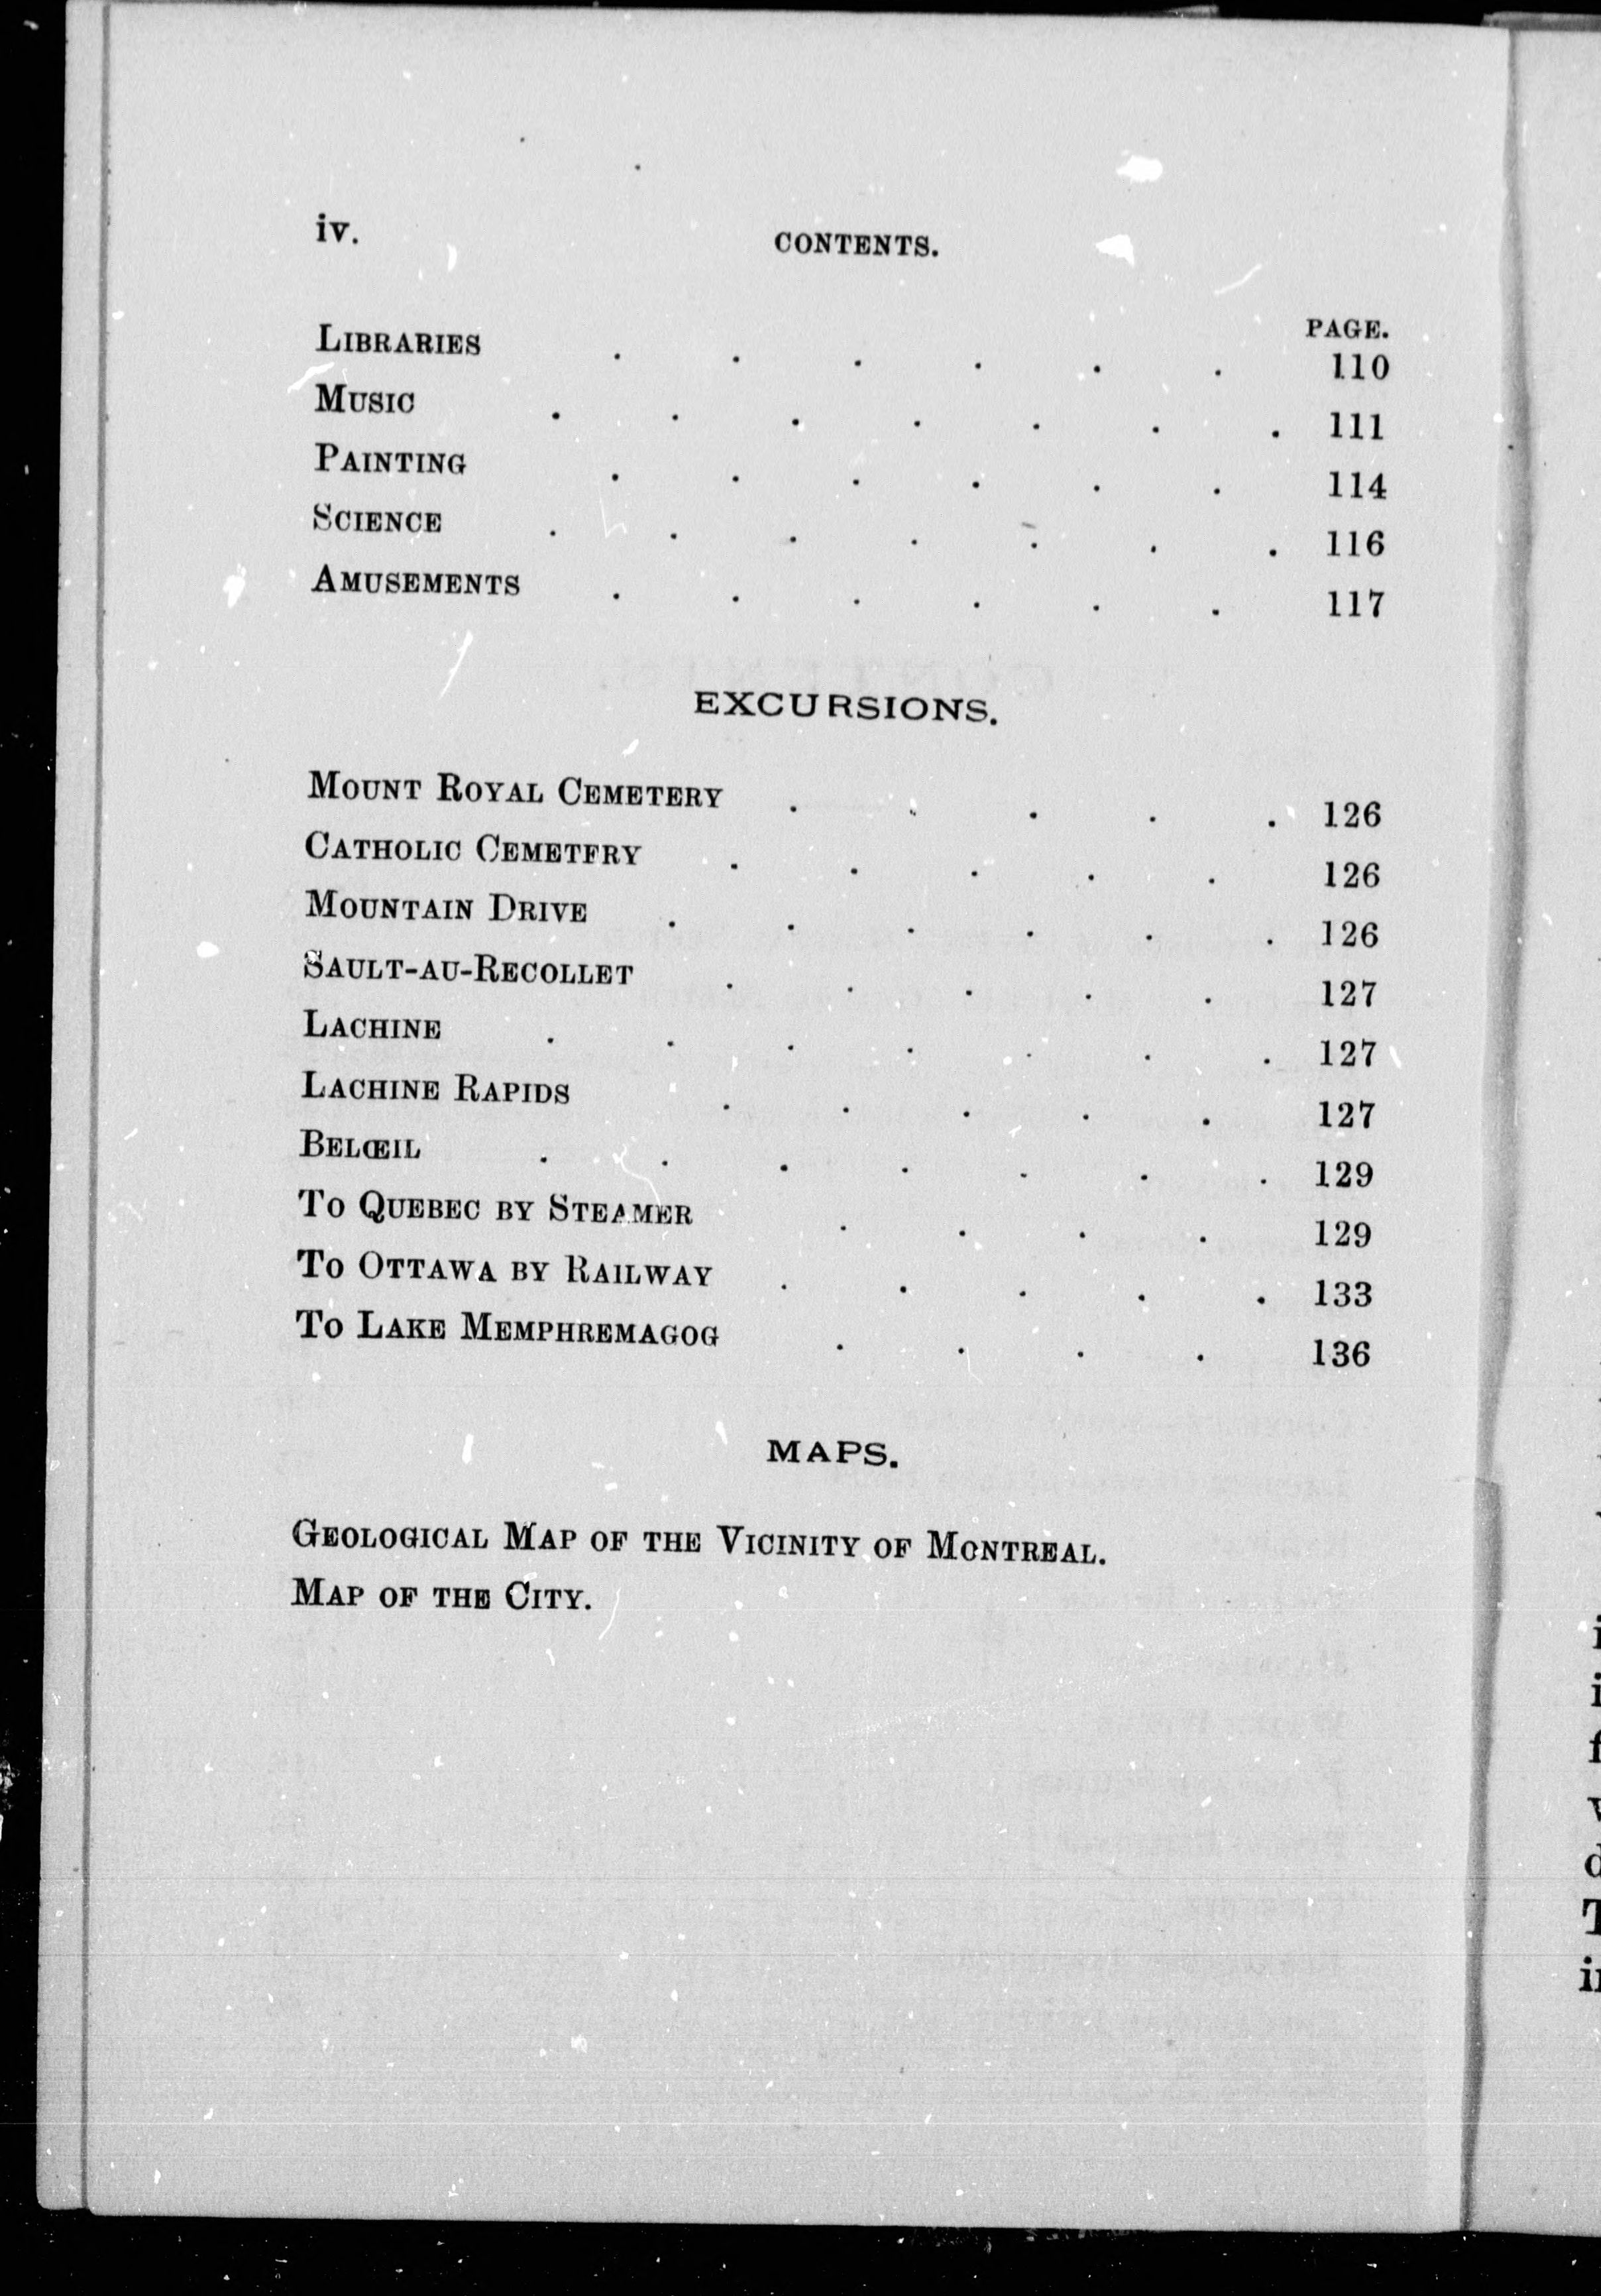 iv. CONTENTS.
PAGE.
LIBRARIES . . . . . . 110
MUSIC . . . . . . . 111
PAINTING . . . . . . 114
SCIENCE . . . . . . . 116
AMUSEMENTS . . . . . . 117
EXCURSIONS.
MOUNT ROYAL CEMETERY . . . . . 126
CATHOLIC CEMETERY . . . . . 126
MOUNTAIN DRIVE . . . . . . 126
SAULT-AU-RECOLLET . . . . . 127
LACHINE . . . . . . . 127
LACHINE RAPIDS . . . . . 127
BELŒIL . . . . . . . 129
TO QUEBEC BY STEAMER . . . . 129
TO OTTAWA BY RAILWAY . . . . . 133
TO LAKE MEMPHREMAGOG . . . . 136
MAPS.
GEOLOGICAL MAP OF THE VICINITY OF MONTREAL.
MAP OF THE CITY.